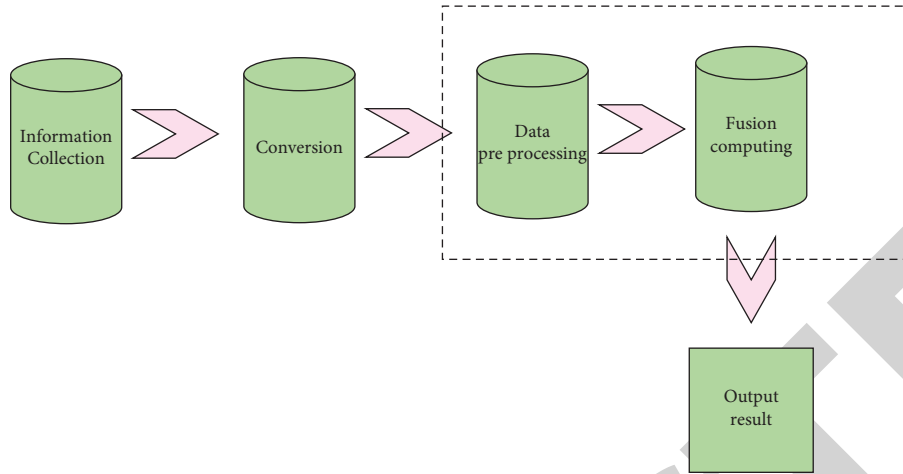 Information
Collection
Conversion
Data
pre processing
Fusion
computing
Output
result